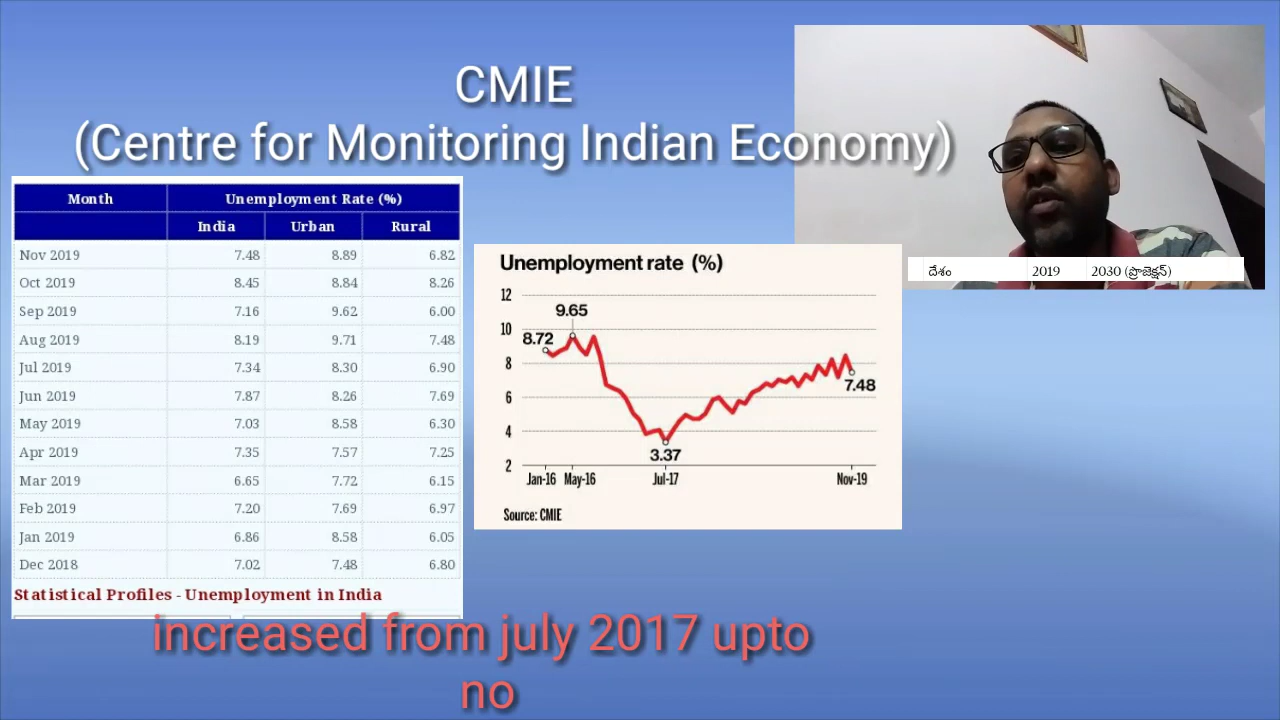 CMIE
(Centre for Monitoring Indian Economy)
Month Unemployment Rate (%)
India Urban Rural
Nov 2019 7.48 8.89 6.82
Oct 2019 8.45 8.84 8.26
Sep 2019 7.16 9.62 6.00
Aug 2019 8.19 9.71 7.48
Jul 2019 7.34 8.30 6.90
Jun 2019 7.87 8.26 7.69
May 2019 7.03 8.58 6.30
Apr 2019 7.35 7.57 7.25
Mar 2019 6.65 7.72 6.15
Feb 2019 7.20 7.69 6.97
Jan 2019 6.86 8.58 6.05
Dec 2018 7.02 7.48 6.80
Statistical Profiles - Unemployment in India
Unemployment rate (%)
12
10
8
6
4
2
8.72
9.65
3.37
7.48
Jan-16 May-16 Jul-17 Nov-19
Source: CMIE
దేశం 2019 2030 (ప్రొజెక్షన్)
increased from july 2017 upto
no